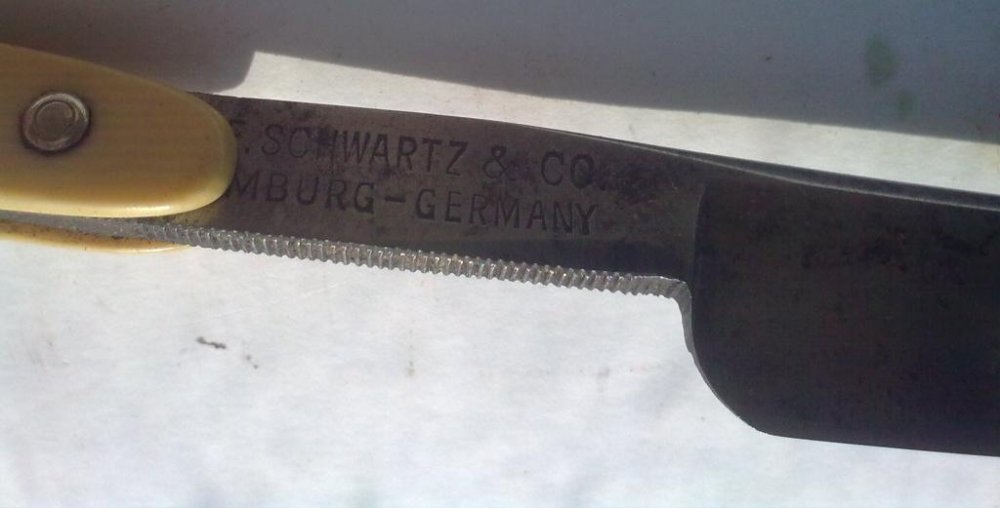 F. SCHWARTZ & CO.
MBURG-GERMANY